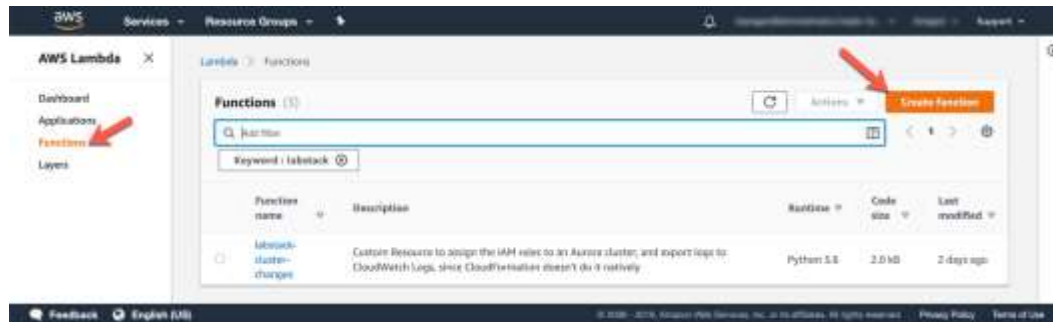 aws Services Resource Groups Support
AWS Lambda ×
Lambda > Functions
Dashboard
Applications
Functions
Layers
Functions
Actions
Create function
Add filter
< 1 >
Keyword : labstack
Function name
Description
Runtime
Code size
Last modified
labstack-cluster-changes
Custom Resource to assign the IAM roles to an Aurora cluster, and export logs to
CloudWatch Logs, since CloudFormation doesn't do it natively
Python 3.6
2.0 kB
2 days ago
Feedback English (US)
Privacy Policy Terms of Use